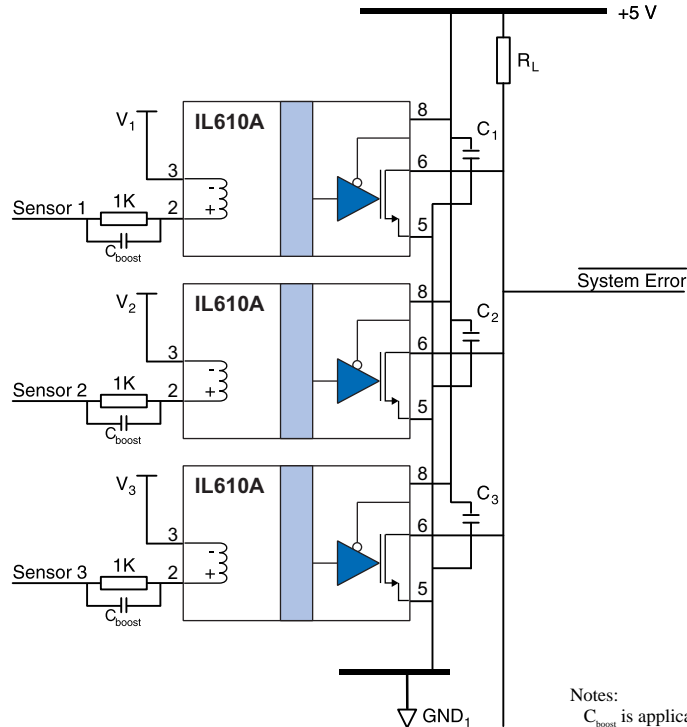 +5 V
R_L
V_1
IL610A
8
C_1
3
6
1K
-
Sensor 1
2
+
5
C_boost
System Error
V_2
IL610A
8
C_2
3
6
1K
-
Sensor 2
2
+
5
C_boost
V_3
IL610A
8
C_3
3
6
1K
-
Sensor 3
2
+
5
C_boost
GND_1
Notes:
C_boost is